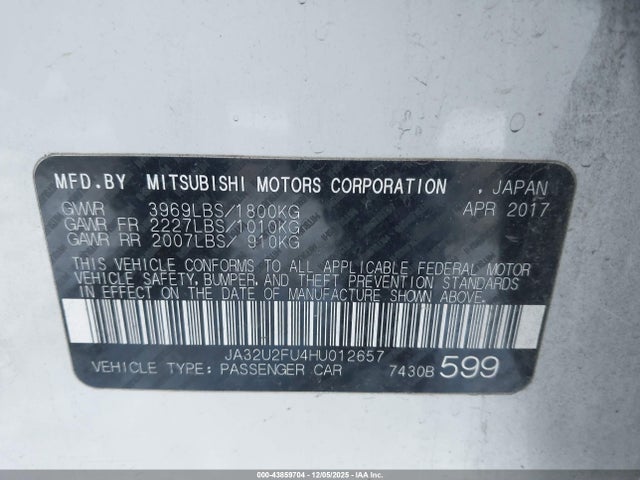 MFD.BY MITSUBISHI MOTORS CORPORATION , JAPAN
GVWR 3969LBS/1800KG APR 2017
GAWR FR 2227LBS/1010KG
GAWR RR 2007LBS/ 910KG
THIS VEHICLE CONFORMS TO ALL APPLICABLE FEDERAL MOTOR
VEHICLE SAFETY, BUMPER, AND THEFT PREVENTION STANDARDS
IN EFFECT ON THE DATE OF MANUFACTURE SHOWN ABOVE.
JA32U2FU4HU012657
VEHICLE TYPE: PASSENGER CAR 7430B 599
000-43859704 - 12/05/2025 - IAAI.COM